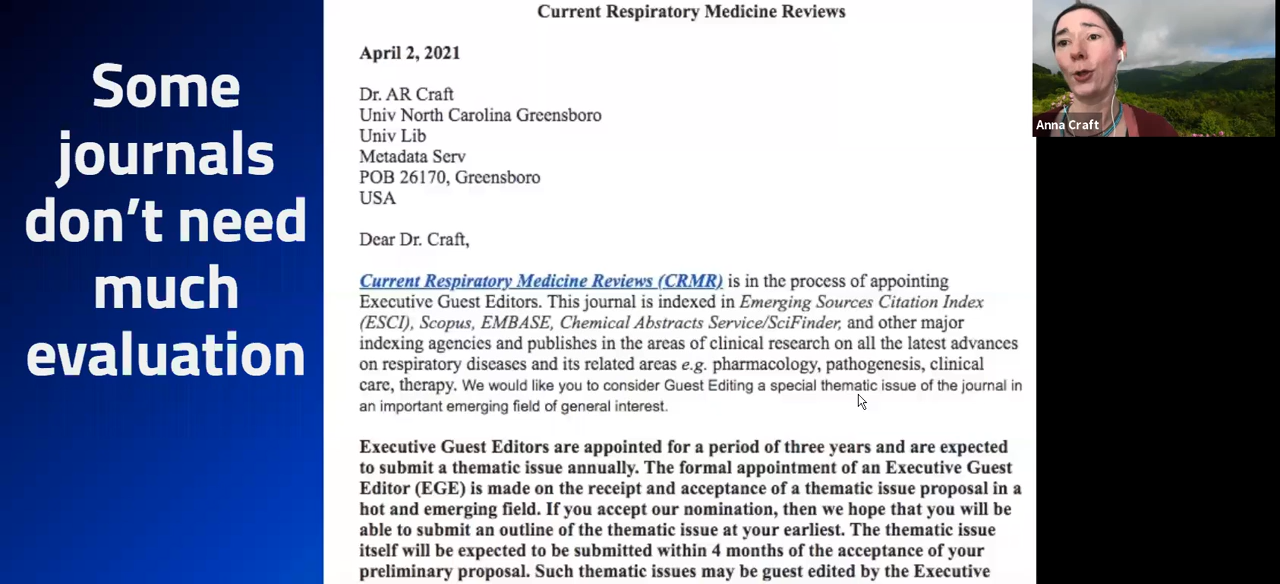 Some
journals
don't need
much
evaluation
Current Respiratory Medicine Reviews
April 2, 2021
Dr. AR Craft
Univ North Carolina Greensboro
Univ Lib
Metadata Serv
POB 26170, Greensboro
USA
Dear Dr. Craft,
Current Respiratory Medicine Reviews (CRMR) is in the process of appointing
Executive Guest Editors. This journal is indexed in Emerging Sources Citation Index
(ESCI), Scopus, EMBASE, Chemical Abstracts Service/SciFinder, and other major
indexing agencies and publishes in the areas of clinical research on all the latest advances
on respiratory diseases and its related areas e.g. pharmacology, pathogenesis, clinical
care, therapy. We would like you to consider Guest Editing a special thematic issue of the journal in
an important emerging field of general interest.
Executive Guest Editors are appointed for a period of three years and are expected
to submit a thematic issue annually. The formal appointment of an Executive Guest
Editor (EGE) is made on the receipt and acceptance of a thematic issue proposal in a
hot and emerging field. If you accept our nomination, then we hope that you will be
able to submit an outline of the thematic issue at your earliest. The thematic issue
itself will be expected to be submitted within 4 months of the acceptance of your
preliminary proposal. Such thematic issues may be guest edited by the Executive
Anna Craft